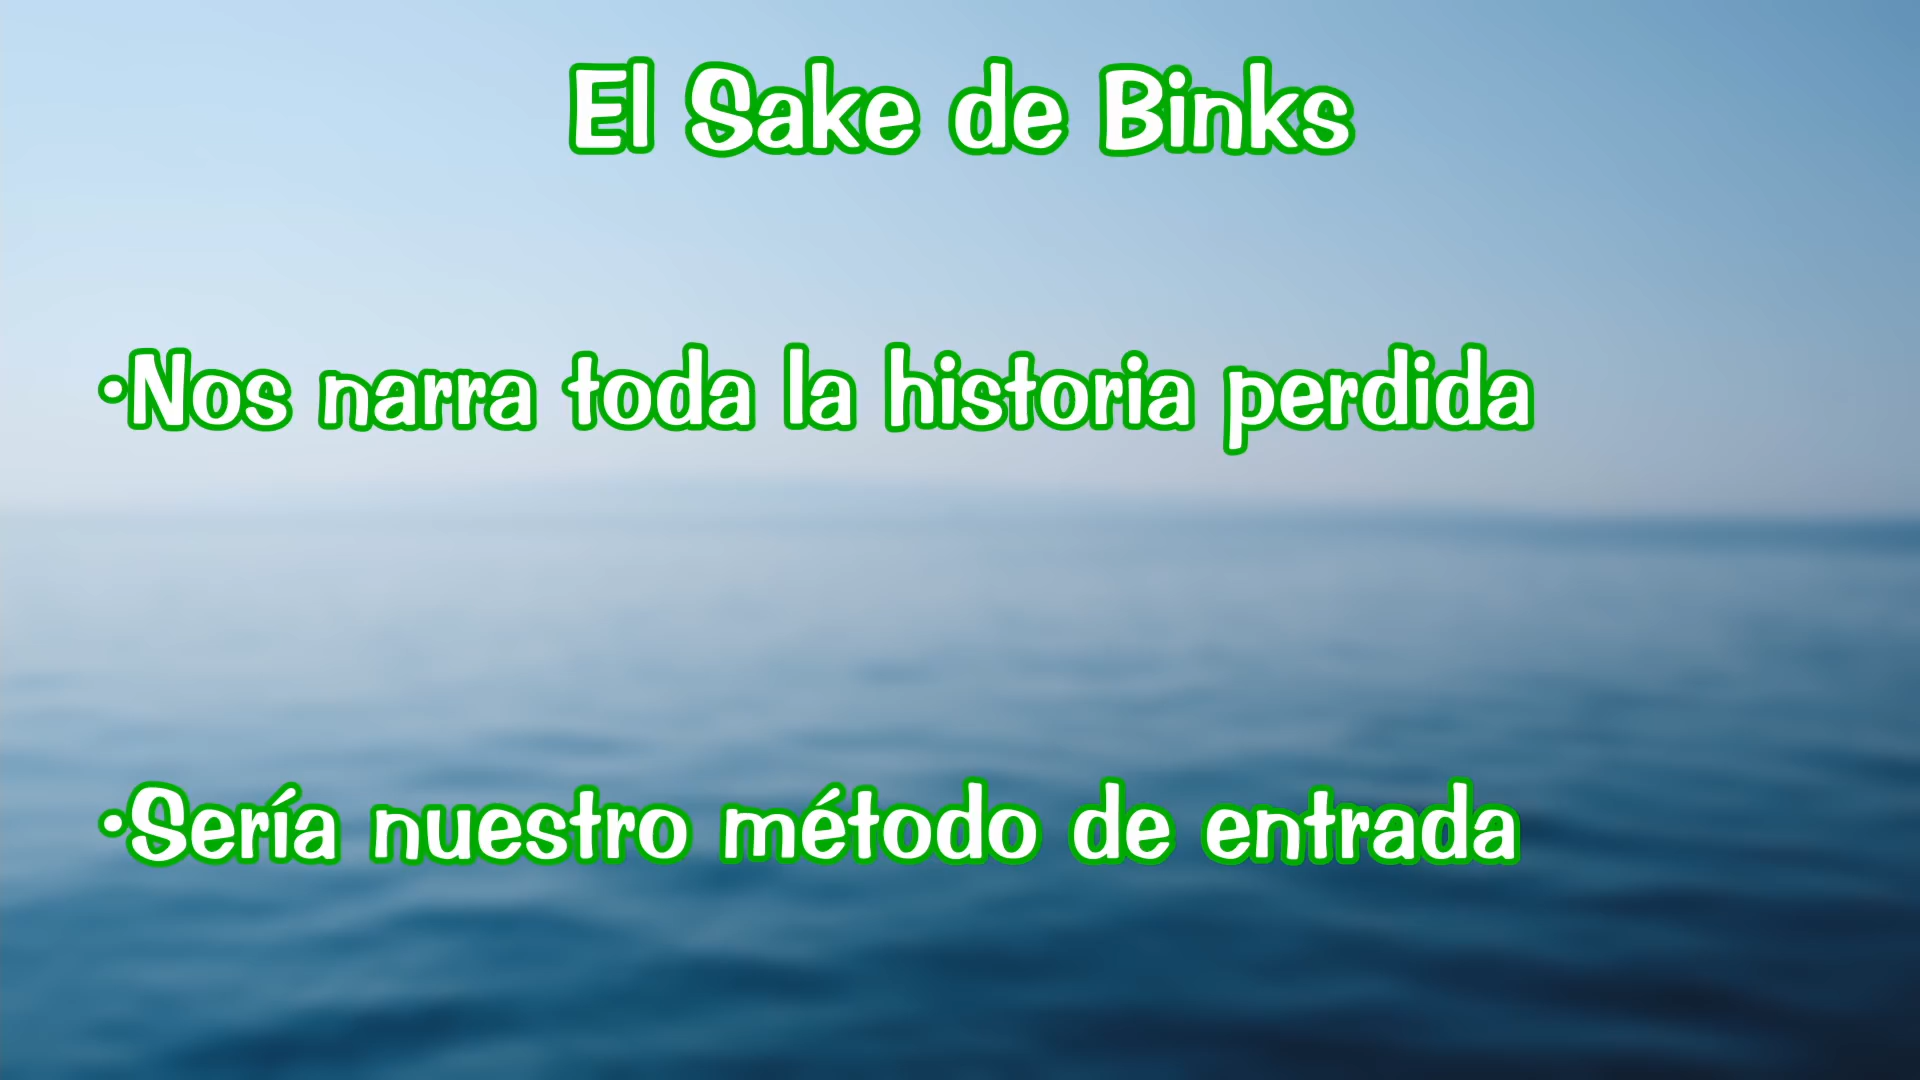 El Sake de Binks
•Nos narra toda la historia perdida
•Sería nuestro método de entrada